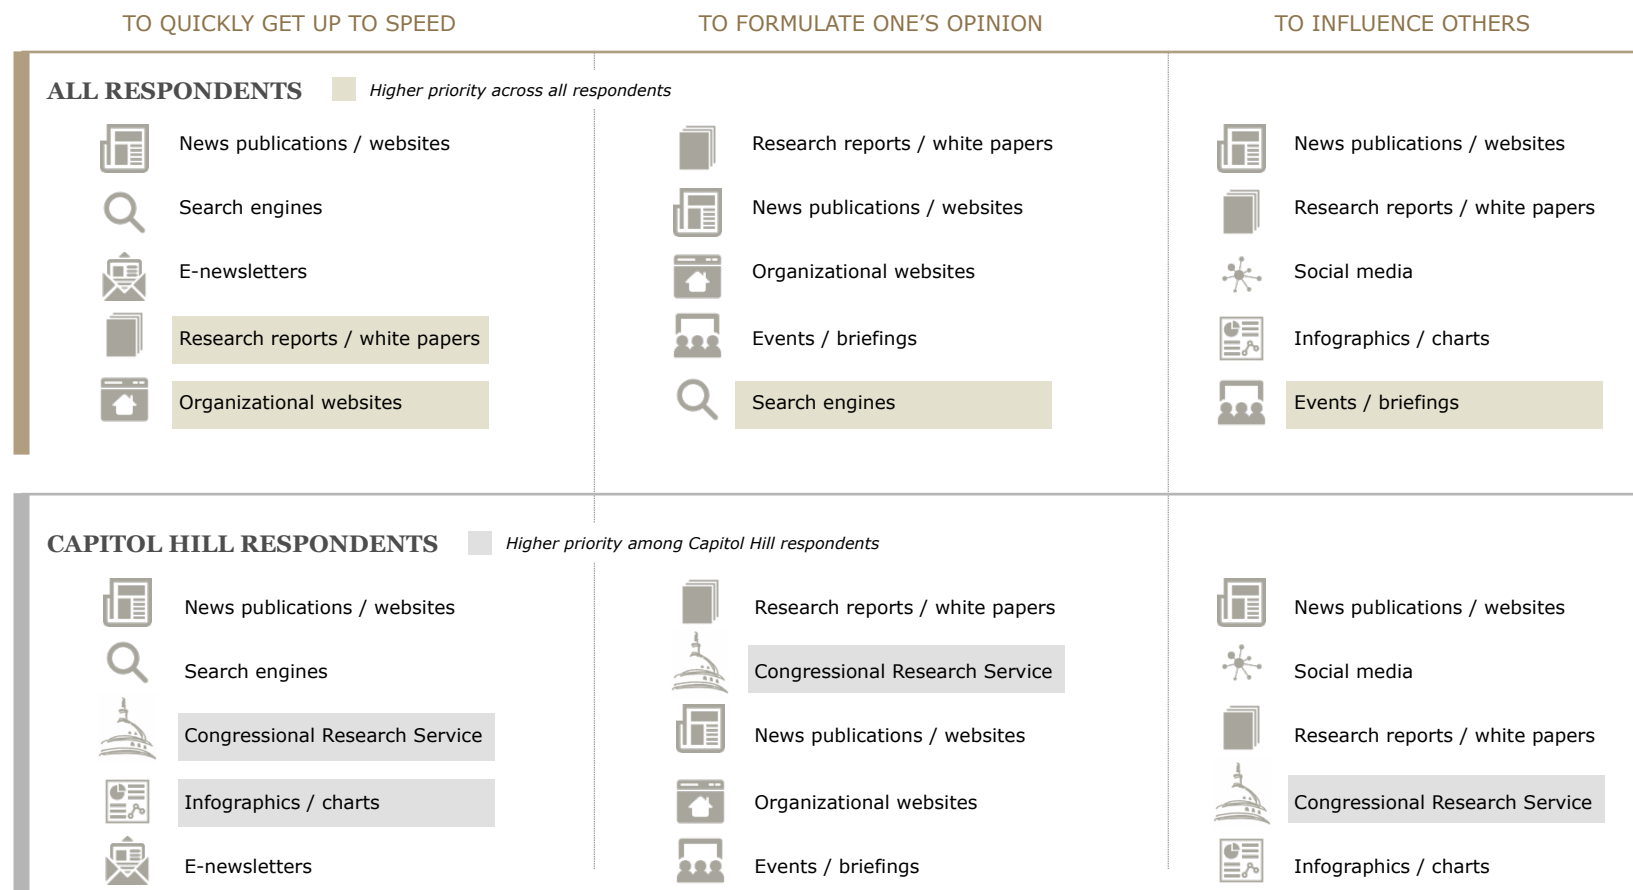 TO QUICKLY GET UP TO SPEED
TO FORMULATE ONE’S OPINION
TO INFLUENCE OTHERS
ALL RESPONDENTS
Higher priority across all respondents
News publications / websites
Search engines
E-newsletters
Research reports / white papers
Organizational websites
Research reports / white papers
News publications / websites
Organizational websites
Events / briefings
Search engines
News publications / websites
Research reports / white papers
Social media
Infographics / charts
Events / briefings
CAPITOL HILL RESPONDENTS
Higher priority among Capitol Hill respondents
News publications / websites
Search engines
Congressional Research Service
Infographics / charts
E-newsletters
Research reports / white papers
Congressional Research Service
News publications / websites
Organizational websites
Events / briefings
News publications / websites
Social media
Research reports / white papers
Congressional Research Service
Infographics / charts